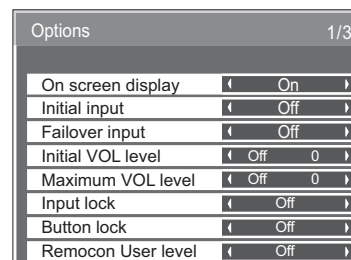 Options 1/3
On screen display On
Initial input Off
Failover input Off
Initial VOL level Off 0
Maximum VOL level Off 0
Input lock Off
Button lock Off
Remocon User level Off